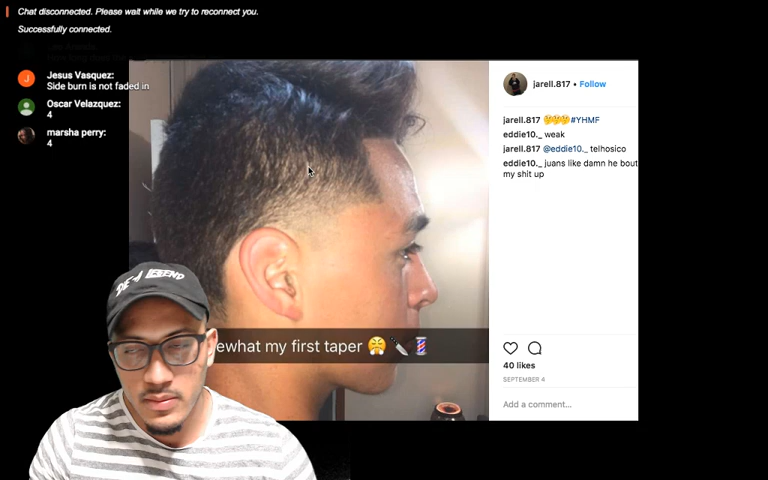 Chat disconnected. Please wait while we try to reconnect you.
Successfully connected.
Jesus Vasquez:
Side burn is not faded in
Oscar Velazquez:
4
marsha perry:
4
J
jarell.817 • Follow
jarell.817 🤔🤔🤔#YHMF
eddie10._ weak
jarell.817 @eddie10._ telhosico
eddie10._ juans like damn he bout
my shit up
ewhat my first taper 😤🔪💈
40 likes
SEPTEMBER 4
Add a comment...
LEGEND